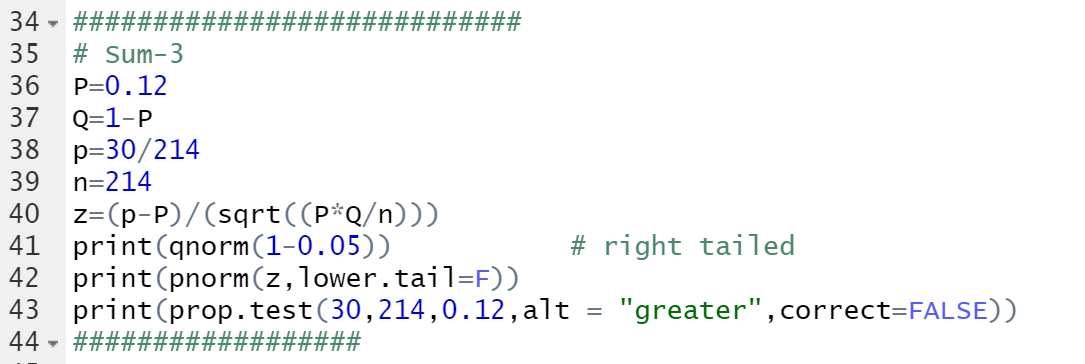 34 ############################
35 # Sum-3
36 P=0.12
37 Q=1-P
38 p=30/214
39 n=214
40 z=(p-P)/(sqrt((P*Q/n)))
41 print(qnorm(1-0.05)) # right tailed
42 print(pnorm(z,lower.tail=F))
43 print(prop.test(30,214,0.12,alt = "greater",correct=FALSE))
44 ##################